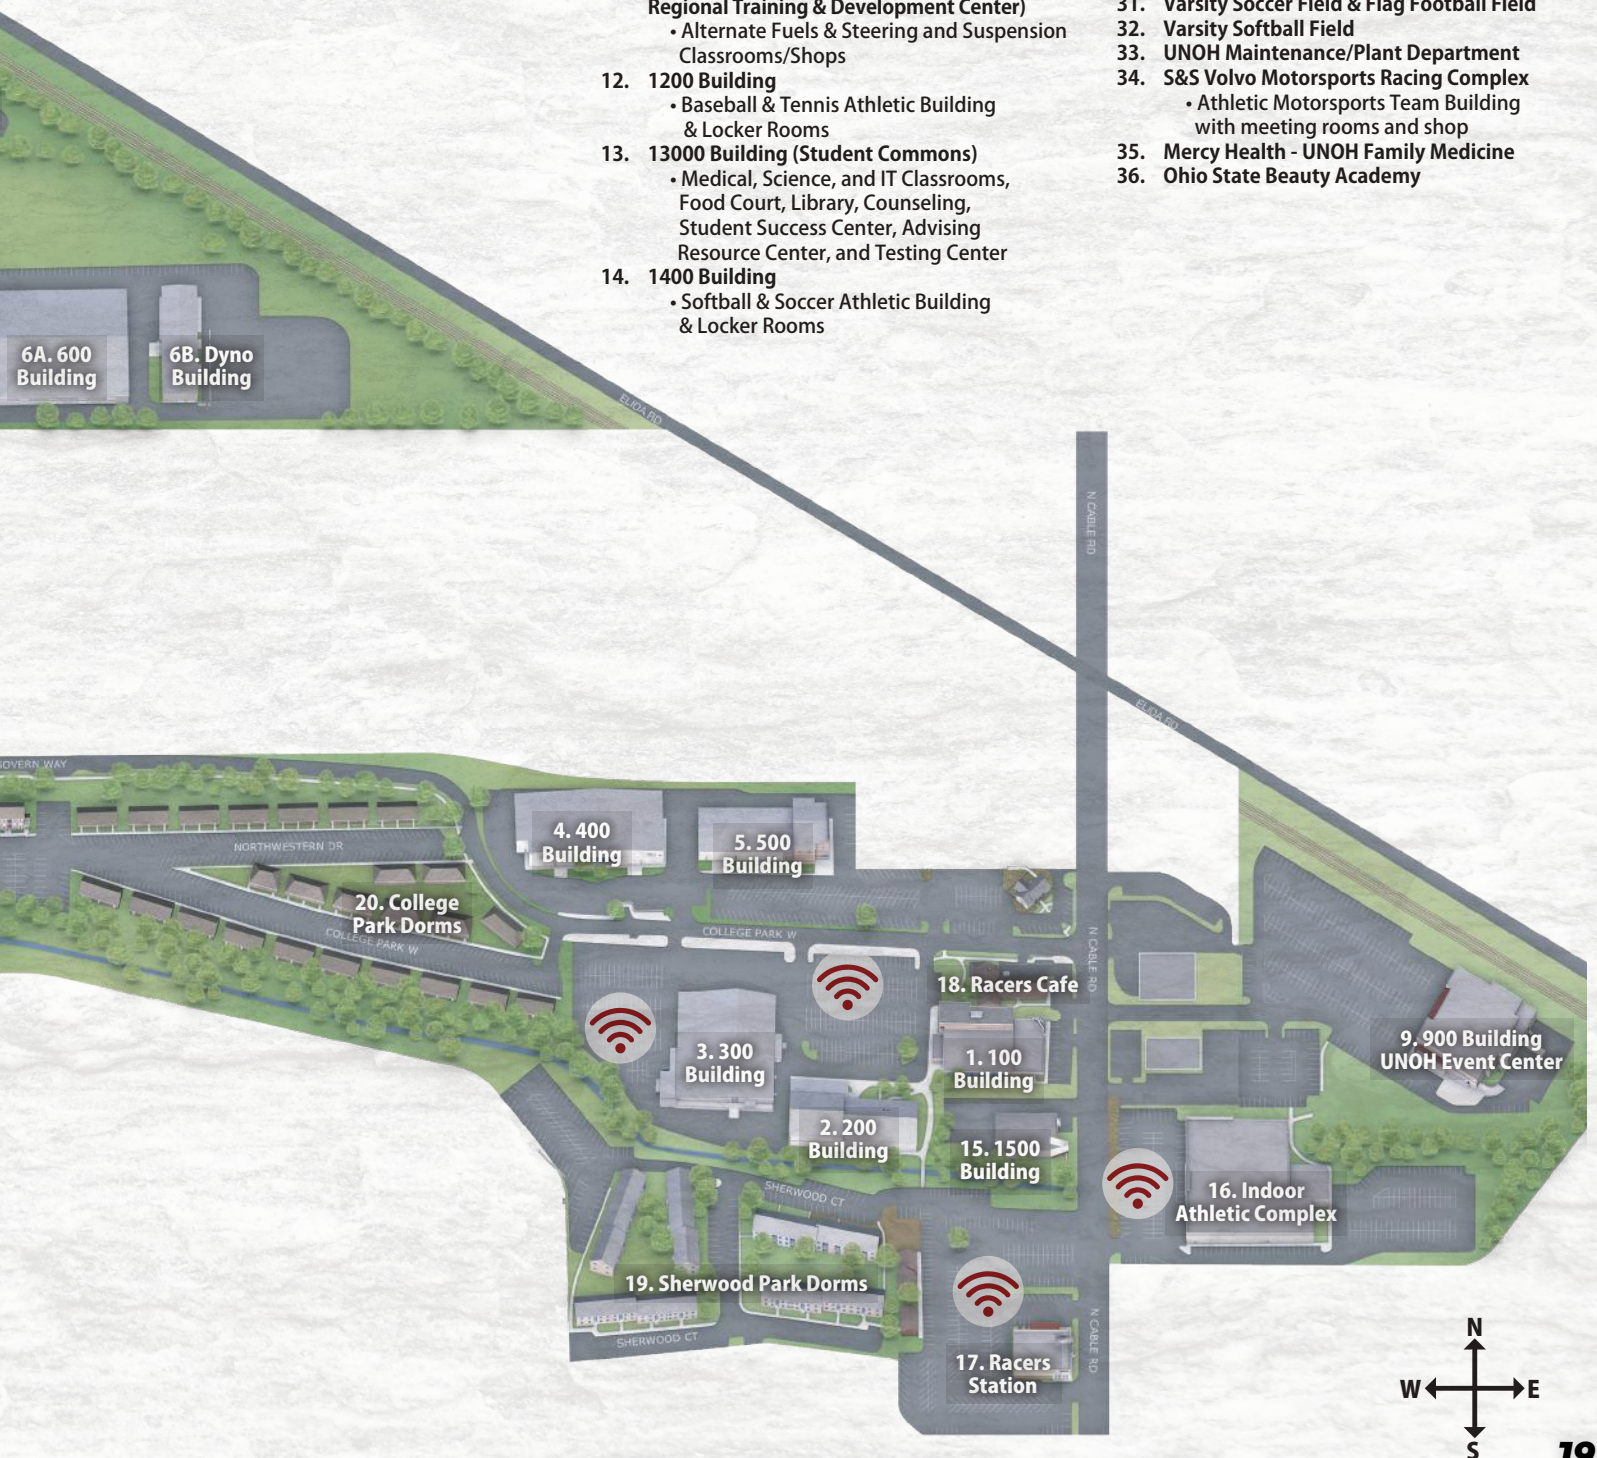 Regional Training & Development Center)
• Alternate Fuels & Steering and Suspension
Classrooms/Shops
12. 1200 Building
• Baseball & Tennis Athletic Building
& Locker Rooms
13. 13000 Building (Student Commons)
• Medical, Science, and IT Classrooms,
Food Court, Library, Counseling,
Student Success Center, Advising
Resource Center, and Testing Center
14. 1400 Building
• Softball & Soccer Athletic Building
& Locker Rooms
31. Varsity Soccer Field & Flag Football Field
32. Varsity Softball Field
33. UNOH Maintenance/Plant Department
34. S&S Volvo Motorsports Racing Complex
• Athletic Motorsports Team Building
with meeting rooms and shop
35. Mercy Health - UNOH Family Medicine
36. Ohio State Beauty Academy
6A. 600
Building
6B. Dyno
Building
ELIDA RD
N CABLE RD
ELIDA RD
OVERN WAY
NORTHWESTERN DR
4. 400
Building
5. 500
Building
20. College
Park Dorms
COLLEGE PARK W
COLLEGE PARK W
N CABLE RD
18. Racers Cafe
3. 300
Building
1. 100
Building
9. 900 Building
UNOH Event Center
2. 200
Building
15. 1500
Building
SHERWOOD CT
16. Indoor
Athletic Complex
19. Sherwood Park Dorms
SHERWOOD CT
N CABLE RD
17. Racers
Station
N
W E
S
19